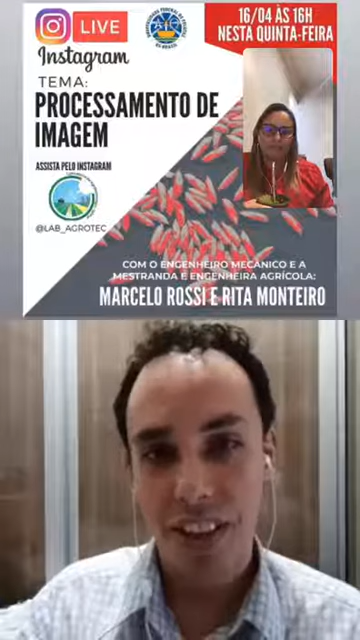 LIVE
Instagram
16/04 ÀS 16H
NESTA QUINTA-FEIRA
TEMA:
PROCESSAMENTO DE
IMAGEM
ASSISTA PELO INSTAGRAM
@LAB_AGROTEC
COM O ENGENHEIRO MECÂNICO E A
MESTRANDA E ENGENHEIRA AGRÍCOLA:
MARCELO ROSSI E RITA MONTEIRO